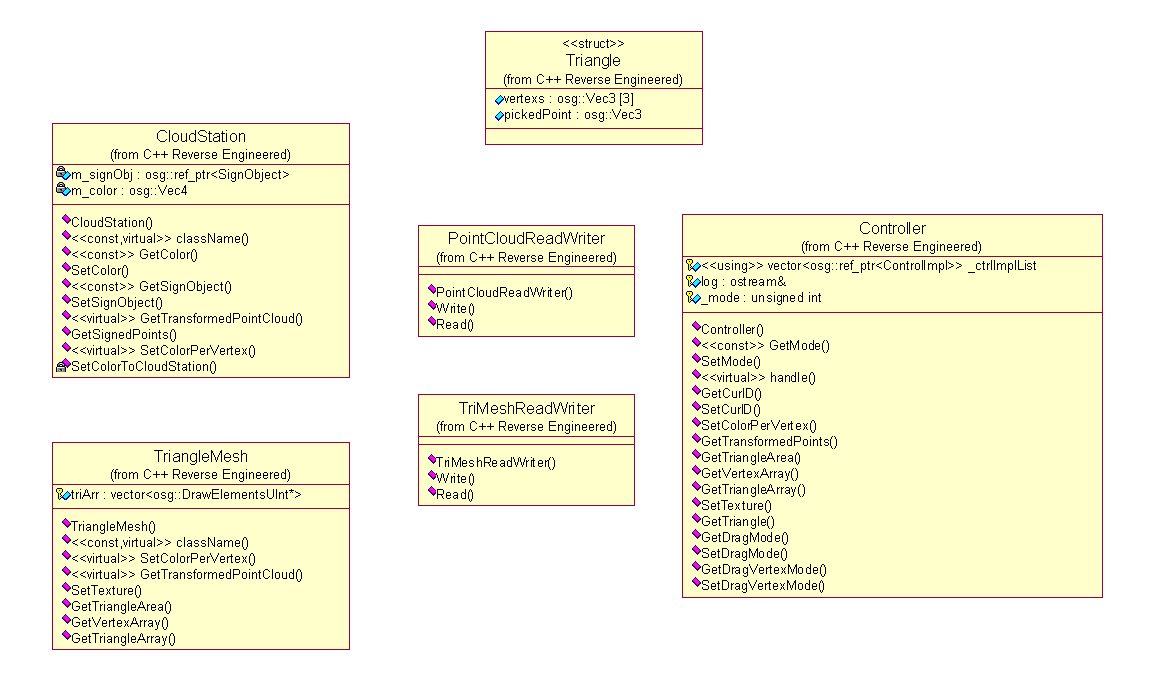 <<struct>>
Triangle
(from C++ Reverse Engineered)
vertexs : osg::Vec3 [3]
pickedPoint : osg::Vec3
CloudStation
(from C++ Reverse Engineered)
m_signObj : osg::ref_ptr<SignObject>
m_color : osg::Vec4
CloudStation()
<<const,virtual>> className()
<<const>> GetColor()
SetColor()
<<const>> GetSignObject()
SetSignObject()
<<virtual>> GetTransformedPointCloud()
GetSignedPoints()
<<virtual>> SetColorPerVertex()
SetColorToCloudStation()
PointCloudReadWriter
(from C++ Reverse Engineered)
PointCloudReadWriter()
Write()
Read()
Controller
(from C++ Reverse Engineered)
<<using>> vector<osg::ref_ptr<ControlImpl>> _ctrlImplList
log : ostream&
_mode : unsigned int
Controller()
<<const>> GetMode()
SetMode()
<<virtual>> handle()
GetCurID()
SetCurID()
SetColorPerVertex()
GetTransformedPoints()
GetTriangleArea()
GetVertexArray()
GetTriangleArray()
SetTexture()
GetTriangle()
GetDragMode()
SetDragMode()
GetDragVertexMode()
SetDragVertexMode()
TriMeshReadWriter
(from C++ Reverse Engineered)
TriMeshReadWriter()
Write()
Read()
TriangleMesh
(from C++ Reverse Engineered)
triArr : vector<osg::DrawElementsUInt*>
TriangleMesh()
<<const,virtual>> className()
<<virtual>> SetColorPerVertex()
<<virtual>> GetTransformedPointCloud()
SetTexture()
GetTriangleArea()
GetVertexArray()
GetTriangleArray()